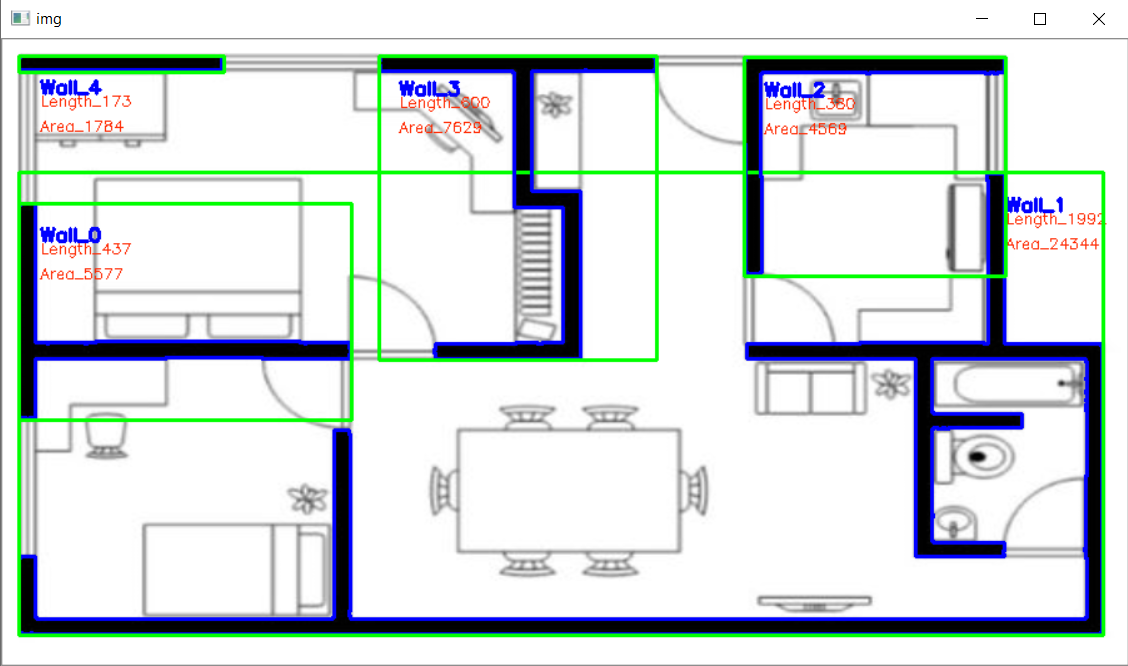 img
Wall_4
Length_173
Area_1784
Wall_3
Length_600
Area_7629
Wall_2
Length_380
Area_4569
Wall_1
Length_1992
Area_24344
Wall_0
Length_437
Area_5577